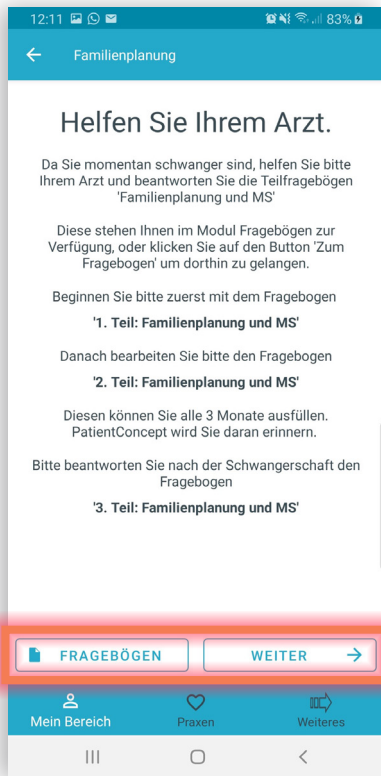 12:11
83%
Familienplanung
Helfen Sie Ihrem Arzt.
Da Sie momentan schwanger sind, helfen Sie bitte
Ihrem Arzt und beantworten Sie die Teilfragebögen
'Familienplanung und MS'
Diese stehen Ihnen im Modul Fragebögen zur
Verfügung, oder klicken Sie auf den Button 'Zum
Fragebogen' um dorthin zu gelangen.
Beginnen Sie bitte zuerst mit dem Fragebogen
'1. Teil: Familienplanung und MS'
Danach bearbeiten Sie bitte den Fragebogen
'2. Teil: Familienplanung und MS'
Diesen können Sie alle 3 Monate ausfüllen.
PatientConcept wird Sie daran erinnern.
Bitte beantworten Sie nach der Schwangerschaft den
Fragebogen
'3. Teil: Familienplanung und MS'
FRAGEBÖGEN
WEITER
Mein Bereich
Praxen
Weiteres